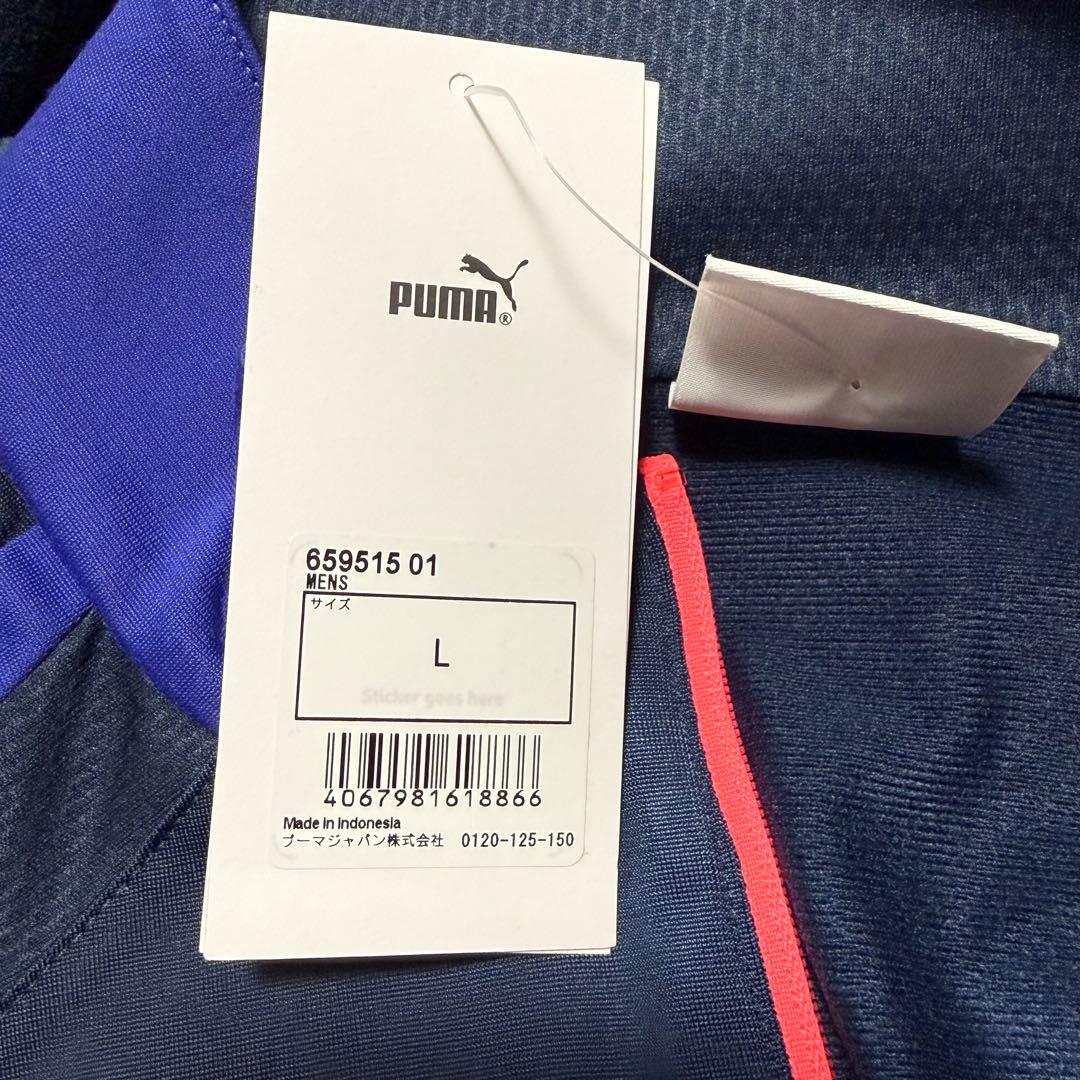 PUMA®
659515 01
MENS
サイズ
L
Sticker goes here
4067981618866
Made in Indonesia
プーマジャパン株式会社 0120-125-150